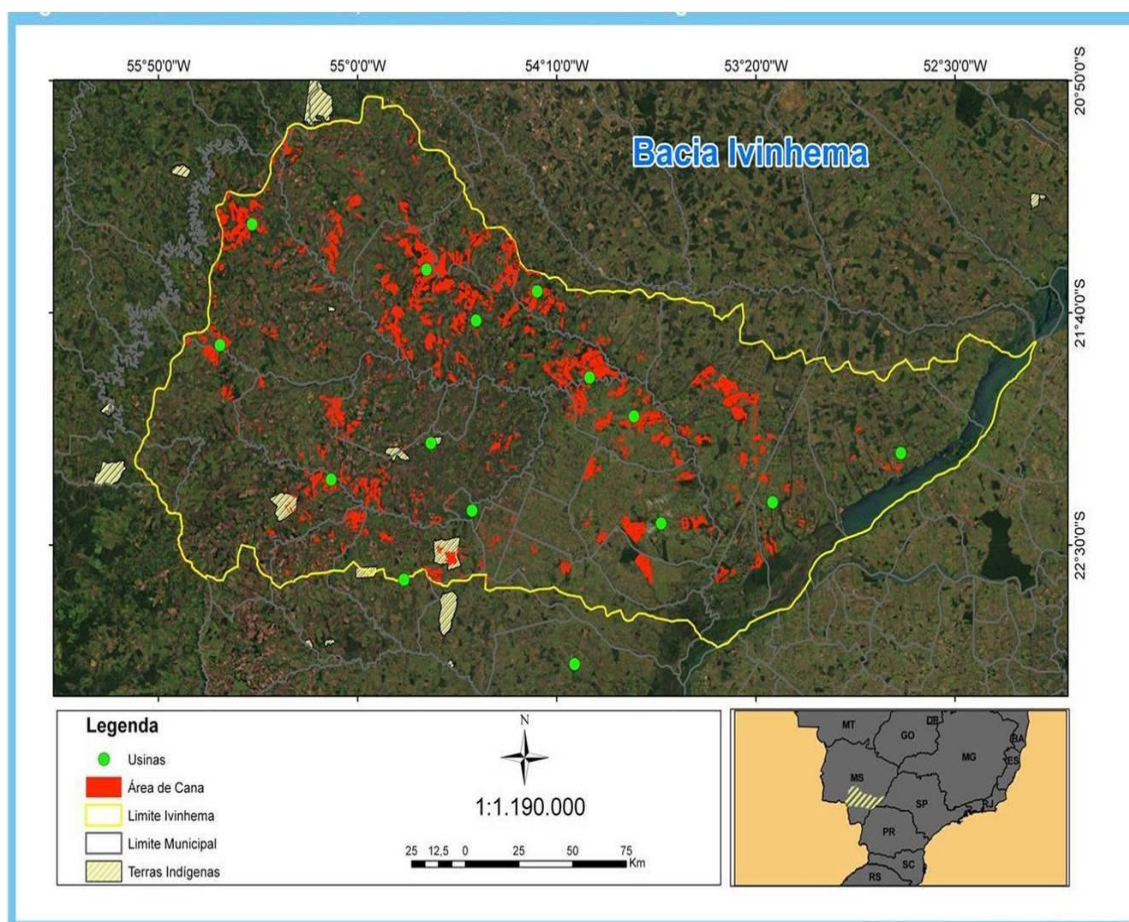 55°50'0"W 55°0'0"W 54°10'0"W 53°20'0"W 52°30'0"W
20°50'0"S
Bacia Ivinhema
21°40'0"S
22°30'0"S
Legenda
Usinas
Área de Cana
Limite Ivinhema
Limite Municipal
Terras Indígenas
N
1:1.190.000
25 12,5 0 25 50 75
Km
MT
GO
DF
BA
MG
ES
MS
SP
RJ
PR
SC
RS